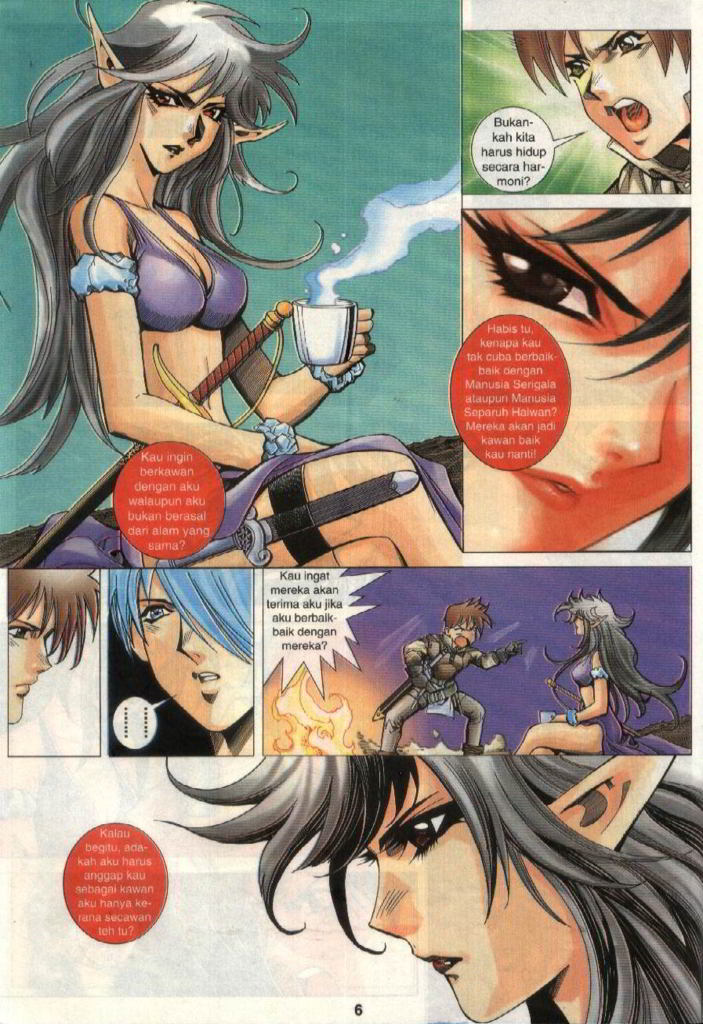 Kau ingin
berkawan
dengan aku
walaupun aku
bukan berasal
dari alam yang
sama?
Bukan-
kah kita
harus hidup
secara har-
moni?
Habis tu,
kenapa kau
tak cuba berbaik-
baik dengan
Manusia Serigala
ataupun Manusia
Separuh Haiwan?
Mereka akan jadi
kawan baik
kau nanti!
Kau ingat
mereka akan
terima aku jika
aku berbaik-
baik dengan
mereka?
Kalau
begitu, ada-
kah aku harus
anggap kau
sebagai kawan
aku hanya ke-
rana secawan
teh tu?
6